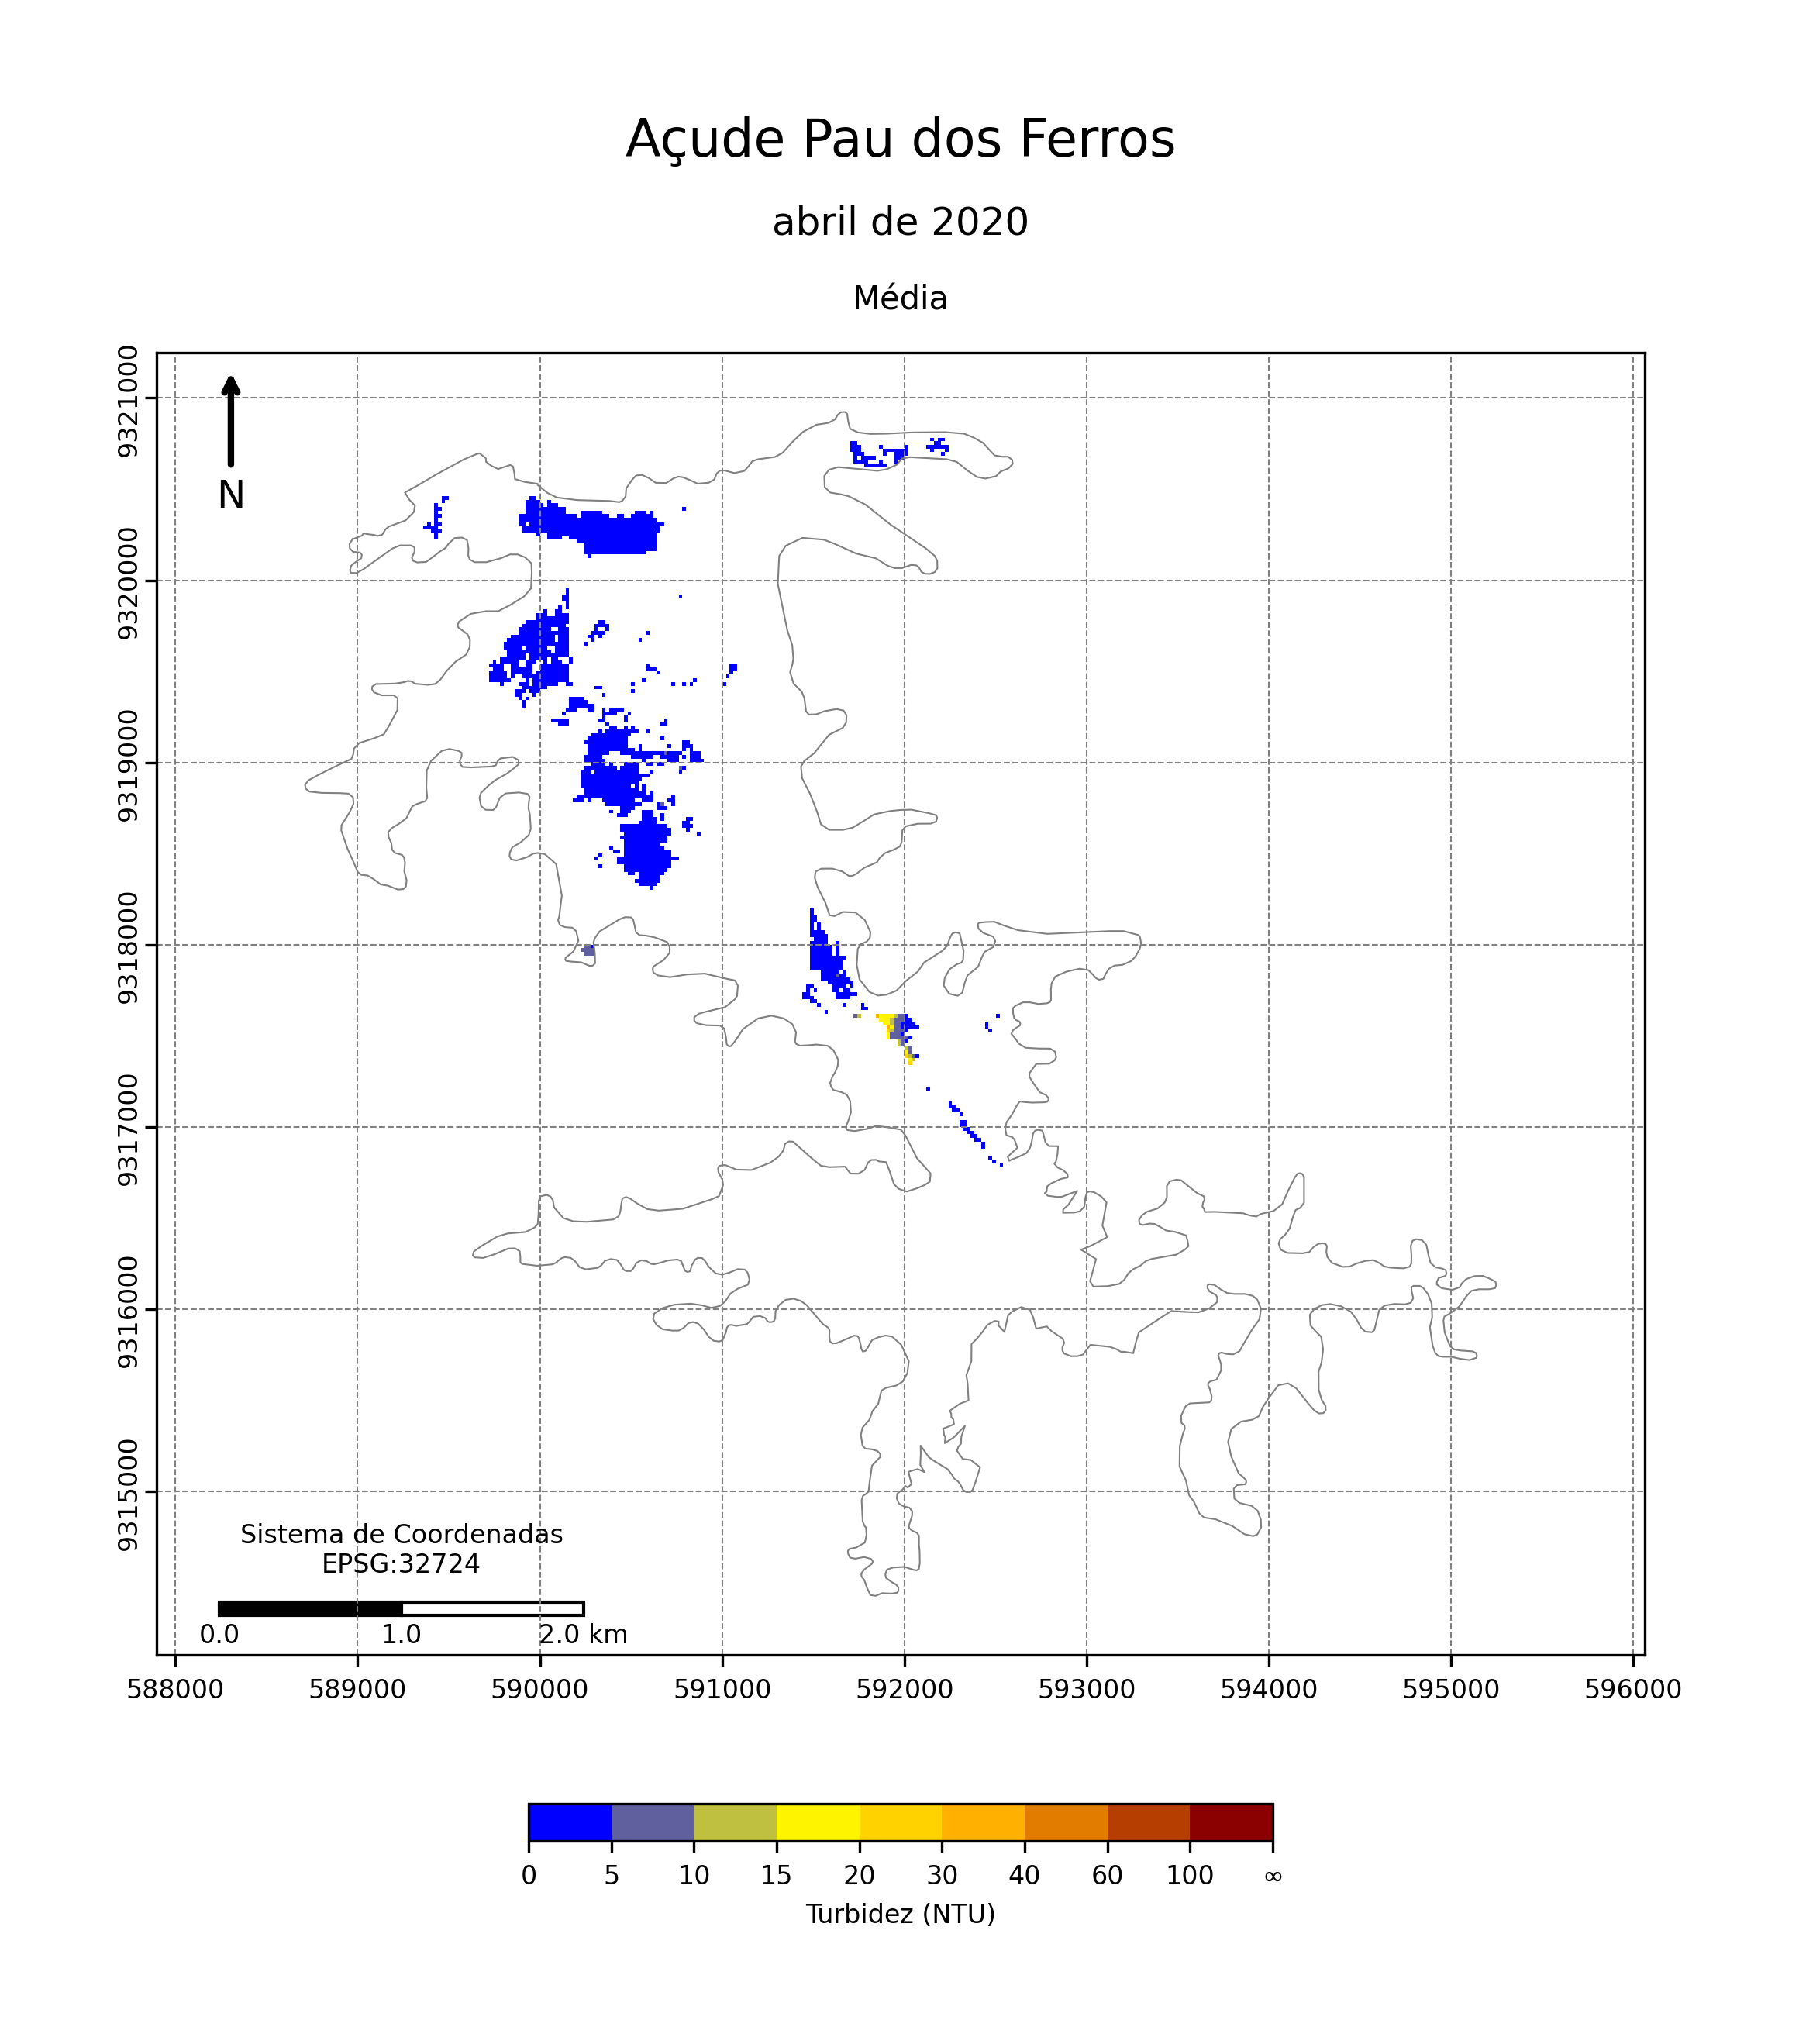 Açude Pau dos Ferros
abril de 2020
Média
9321000
9320000
9319000
9318000
9317000
9316000
9315000
N
Sistema de Coordenadas
EPSG:32724
0.0 1.0 2.0 km
588000 589000 590000 591000 592000 593000 594000 595000 596000
0 5 10 15 20 30 40 60 100 ∞
Turbidez (NTU)